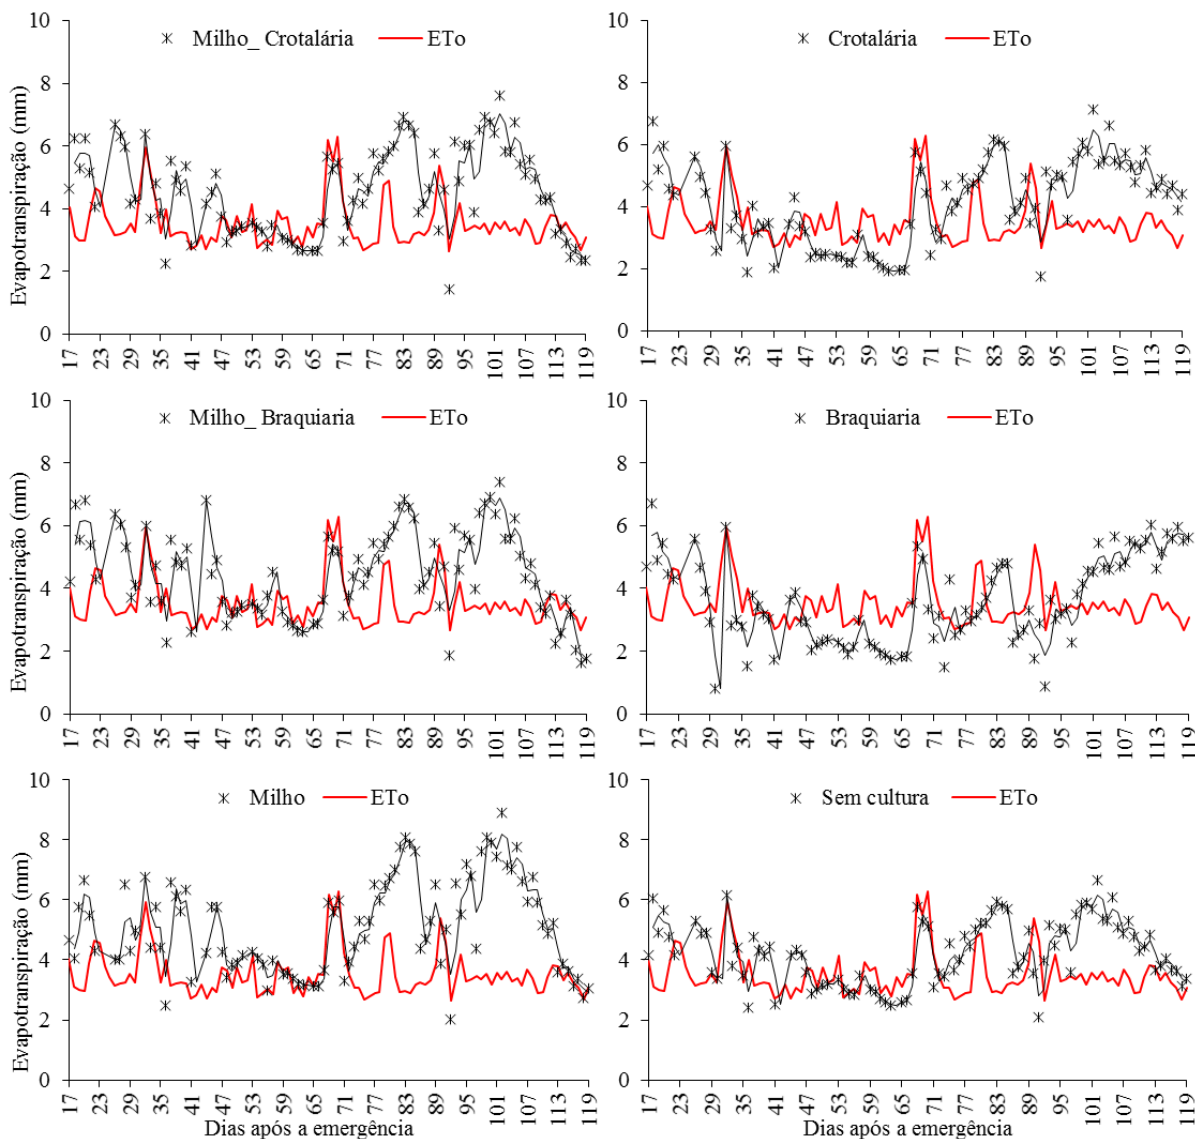 Milho_ Crotalária ETo
Evapotranspiração (mm)
10
8
6
4
2
0
17 23 29 35 41 47 53 59 65 71 77 83 89 95 101 107 113 119
Crotalária ETo
10
8
6
4
2
0
17 23 29 35 41 47 53 59 65 71 77 83 89 95 101 107 113 119
Milho_ Braquiaria ETo
Evapotranspiração (mm)
10
8
6
4
2
0
17 23 29 35 41 47 53 59 65 71 77 83 89 95 101 107 113 119
Braquiaria ETo
10
8
6
4
2
0
17 23 29 35 41 47 53 59 65 71 77 83 89 95 101 107 113 119
Milho ETo
Evapotranspiração (mm)
10
8
6
4
2
0
17 23 29 35 41 47 53 59 65 71 77 83 89 95 101 107 113 119
Dias após a emergência
Sem cultura ETo
10
8
6
4
2
0
17 23 29 35 41 47 53 59 65 71 77 83 89 95 101 107 113 119
Dias após a emergência